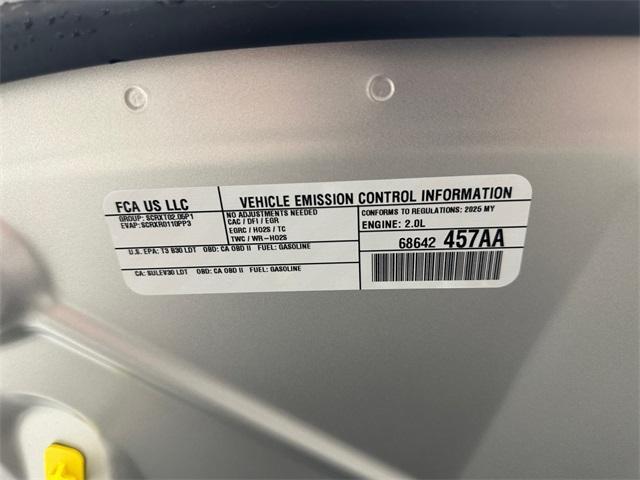 FCA US LLC
VEHICLE EMISSION CONTROL INFORMATION
GROUP: SCRXT02.05P1
EVAP: SCRXR0110PP3
NO ADJUSTMENTS NEEDED
CAC / DFI / EGR
EGRC / HO2S / TC
TWC / WR-HO2S
CONFORMS TO REGULATIONS: 2025 MY
ENGINE: 2.0L
U.S. EPA: T3 B30 LDT OBD: CA OBD II FUEL: GASOLINE
68642 457AA
CA: SULEV30 LDT OBD: CA OBD II FUEL: GASOLINE